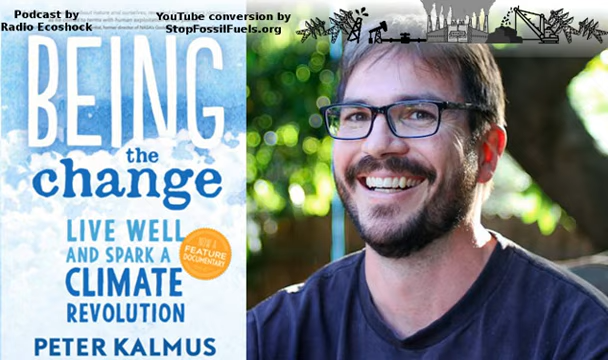 Podcast by
Radio Ecoshock
YouTube conversion by
StopFossilFuels.org
BEING
the
change
LIVE WELL
AND SPARK A
CLIMATE
REVOLUTION
NOW A
FEATURE
DOCUMENTARY
PETER KALMUS